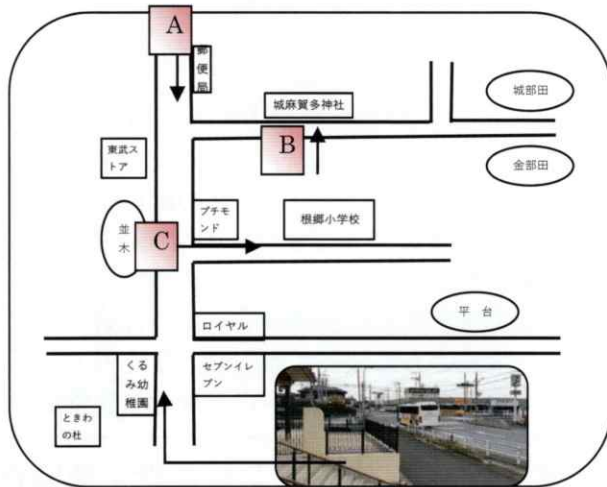 A
郵
便
局
城麻賀多神社
城部田
東武ス
トア
B
金部田
プチモ
ンド
根郷小学校
並
木
C
平 台
ロイヤル
くる
み幼
稚園
セブンイレ
ブン
ときわ
の杜